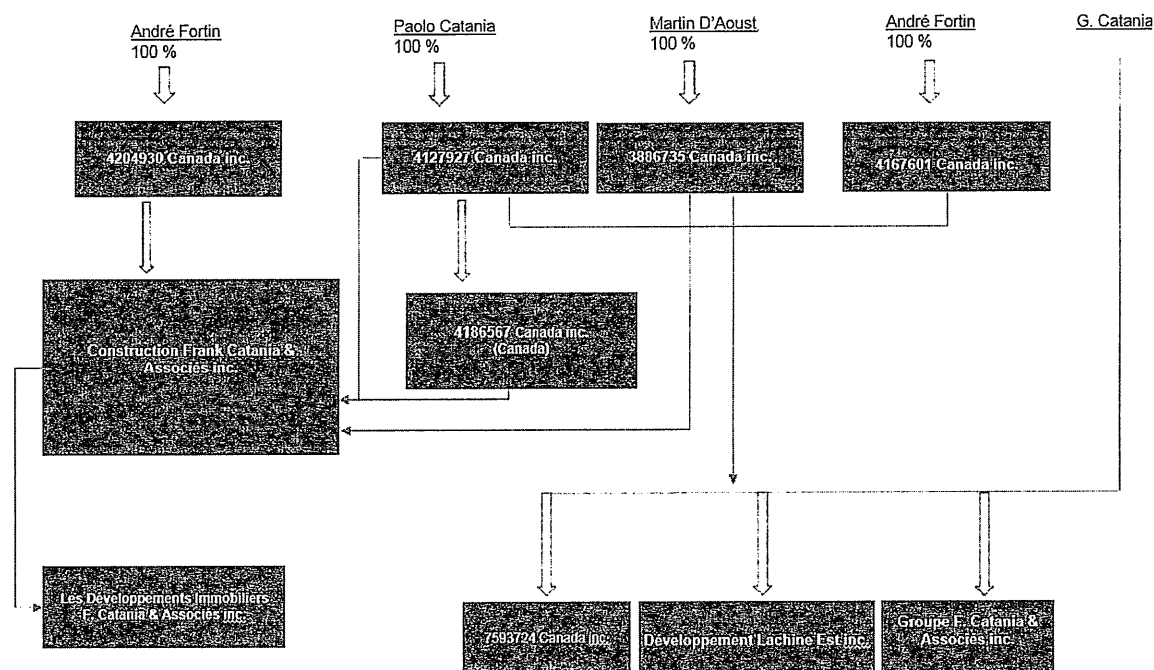 André Fortin
100 %
Paolo Catania
100 %
Martin D'Aoust
100 %
André Fortin
100 %
G. Catania
4204930 Canada inc.
4127927 Canada inc.
3886735 Canada inc.
4167601 Canada inc.
Construction Frank Catania &
Associés inc.
4186567 Canada inc.
(Canada)
Les Développements Immobiliers
F. Catania & Associés inc.
7593724 Canada inc.
Développement Lachine Est inc.
Groupe F. Catania &
Associés inc.